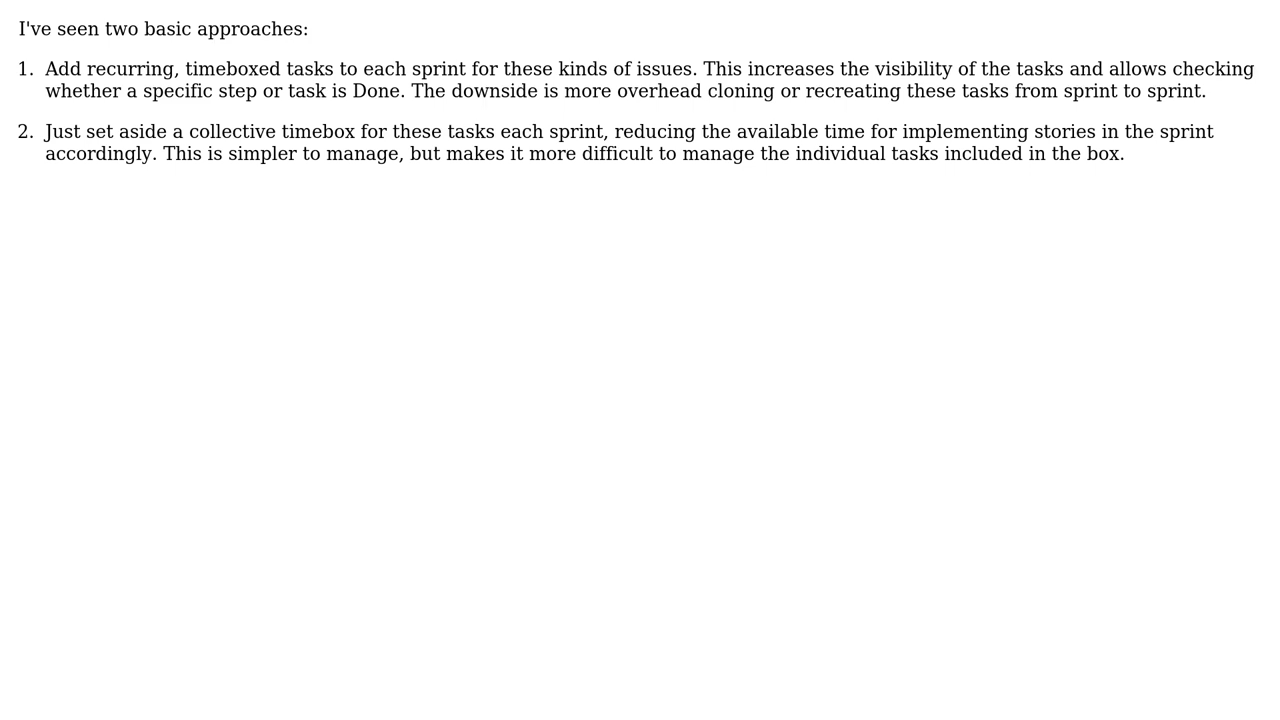 I've seen two basic approaches:
1. Add recurring, timeboxed tasks to each sprint for these kinds of issues. This increases the visibility of the tasks and allows checking
whether a specific step or task is Done. The downside is more overhead cloning or recreating these tasks from sprint to sprint.
2. Just set aside a collective timebox for these tasks each sprint, reducing the available time for implementing stories in the sprint
accordingly. This is simpler to manage, but makes it more difficult to manage the individual tasks included in the box.